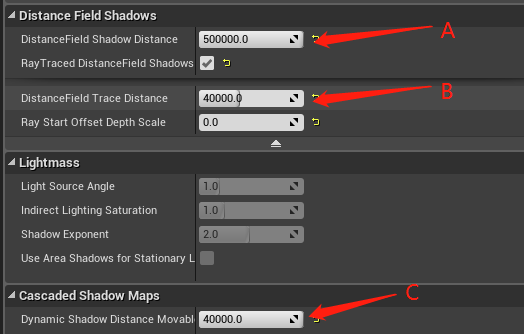 Distance Field Shadows
DistanceField Shadow Distance 500000.0 A
RayTraced DistanceField Shadows
DistanceField Trace Distance 40000.0 B
Ray Start Offset Depth Scale 0.0
Lightmass
Light Source Angle 1.0
Indirect Lighting Saturation 1.0
Shadow Exponent 2.0
Use Area Shadows for Stationary L
Cascaded Shadow Maps C
Dynamic Shadow Distance Movabl 40000.0